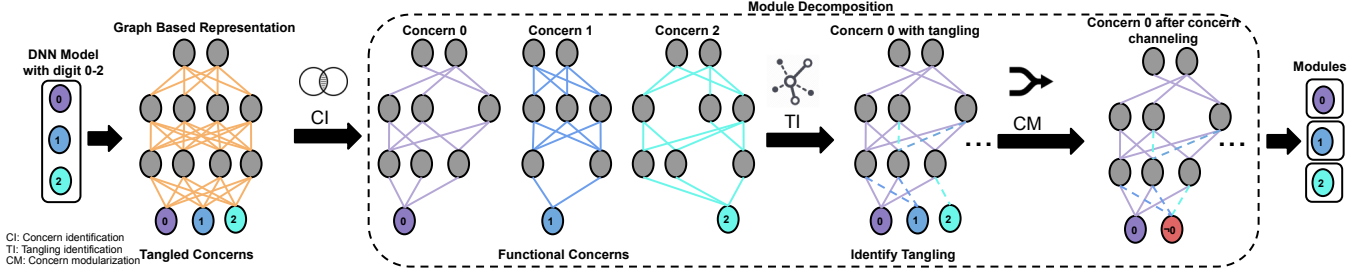 Module Decomposition
DNN Model
with digit 0-2
Graph Based Representation
Concern 0
Concern 1
Concern 2
Concern 0 with tangling
Concern 0 after concern
channeling
Modules
0
1
2
CI
TI
...
CM
...
0
1
2
0
1
2
0
1
2
0
1
2
0
¬0
CI: Concern identification
TI: Tangling identification
CM: Concern modularization
Tangled Concerns
Functional Concerns
Identify Tangling